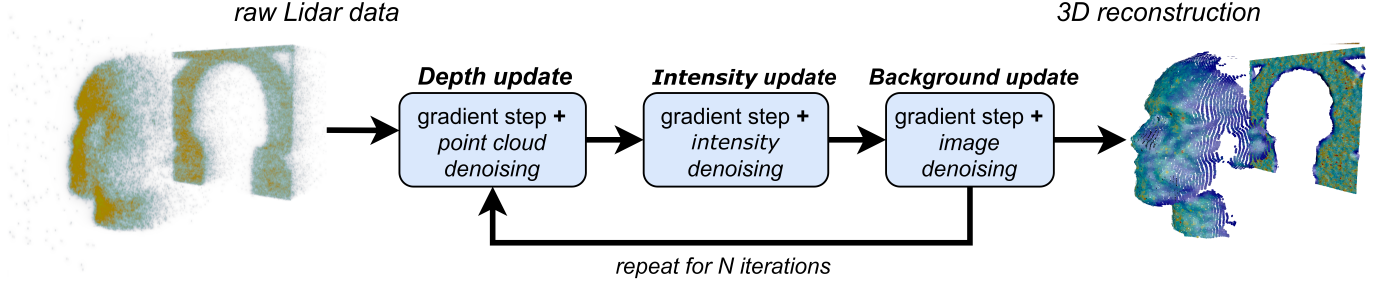 raw Lidar data
3D reconstruction
Depth update
gradient step +
point cloud
denoising
Intensity update
gradient step +
intensity
denoising
Background update
gradient step +
image
denoising
repeat for N iterations